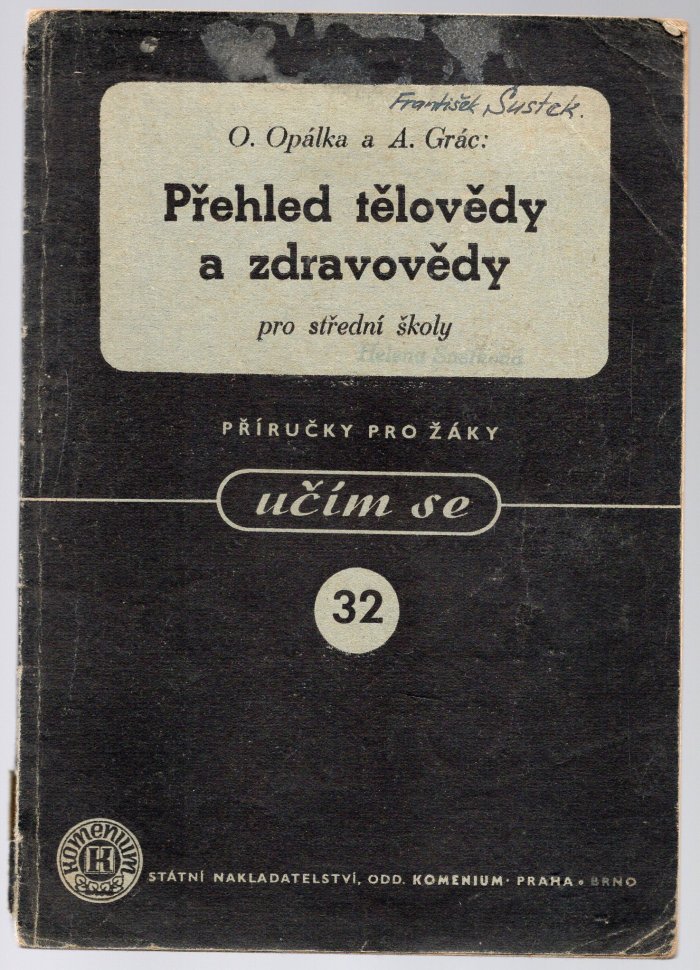 František Šustek.
O. Opálka a A. Grác:
Přehled tělovědy
a zdravovědy
pro střední školy
Helena
PŘÍRUČKY PRO ŽÁKY
učím se
32
KOMENIUM
K
STÁTNÍ NAKLADATELSTVÍ, ODD. KOMENIUM · PRAHA • BRNO